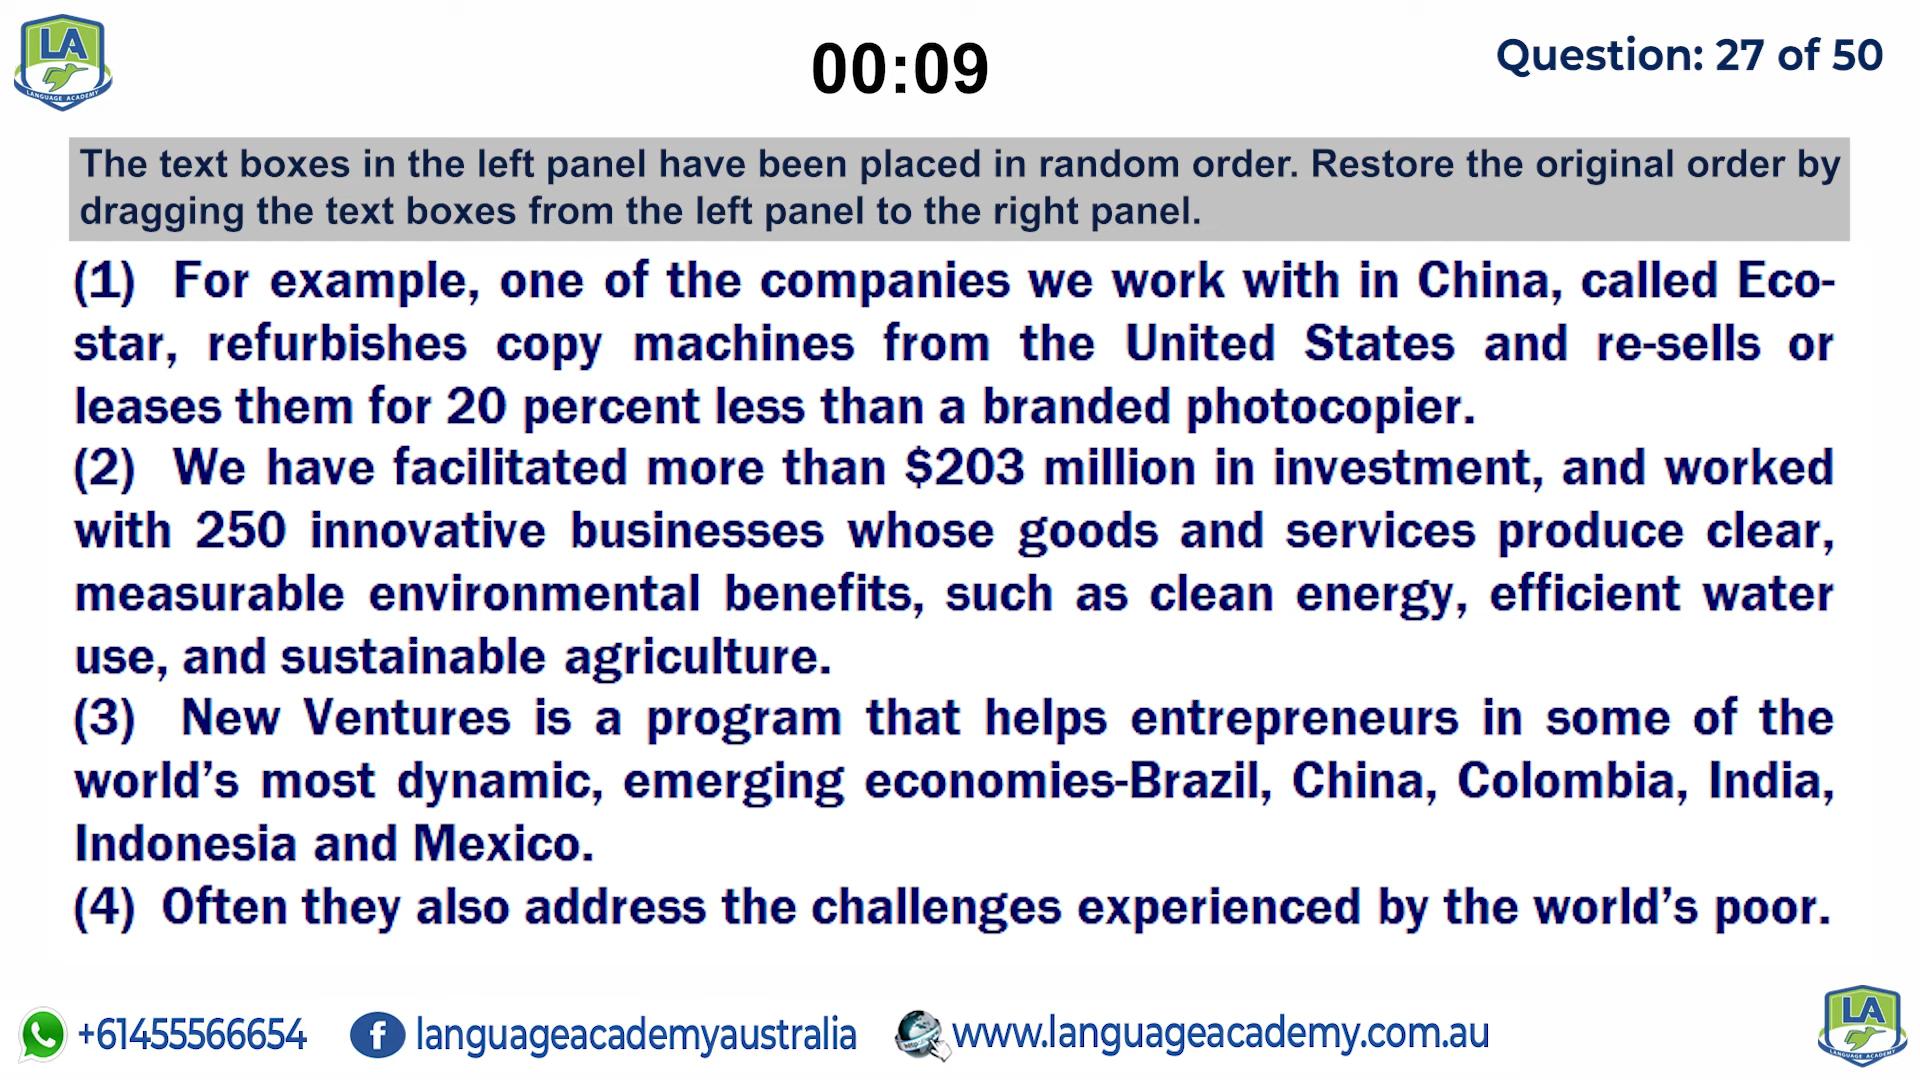 LA
LANGUAGE ACADEMY
00:09
Question: 27 of 50
The text boxes in the left panel have been placed in random order. Restore the original order by
dragging the text boxes from the left panel to the right panel.
(1) For example, one of the companies we work with in China, called Eco-
star, refurbishes copy machines from the United States and re-sells or
leases them for 20 percent less than a branded photocopier.
(2) We have facilitated more than $203 million in investment, and worked
with 250 innovative businesses whose goods and services produce clear,
measurable environmental benefits, such as clean energy, efficient water
use, and sustainable agriculture.
(3) New Ventures is a program that helps entrepreneurs in some of the
world's most dynamic, emerging economies-Brazil, China, Colombia, India,
Indonesia and Mexico.
(4) Often they also address the challenges experienced by the world's poor.
+61455566654
f languageacademyaustralia
http www.languageacademy.com.au
LA
LANGUAGE ACADEMY